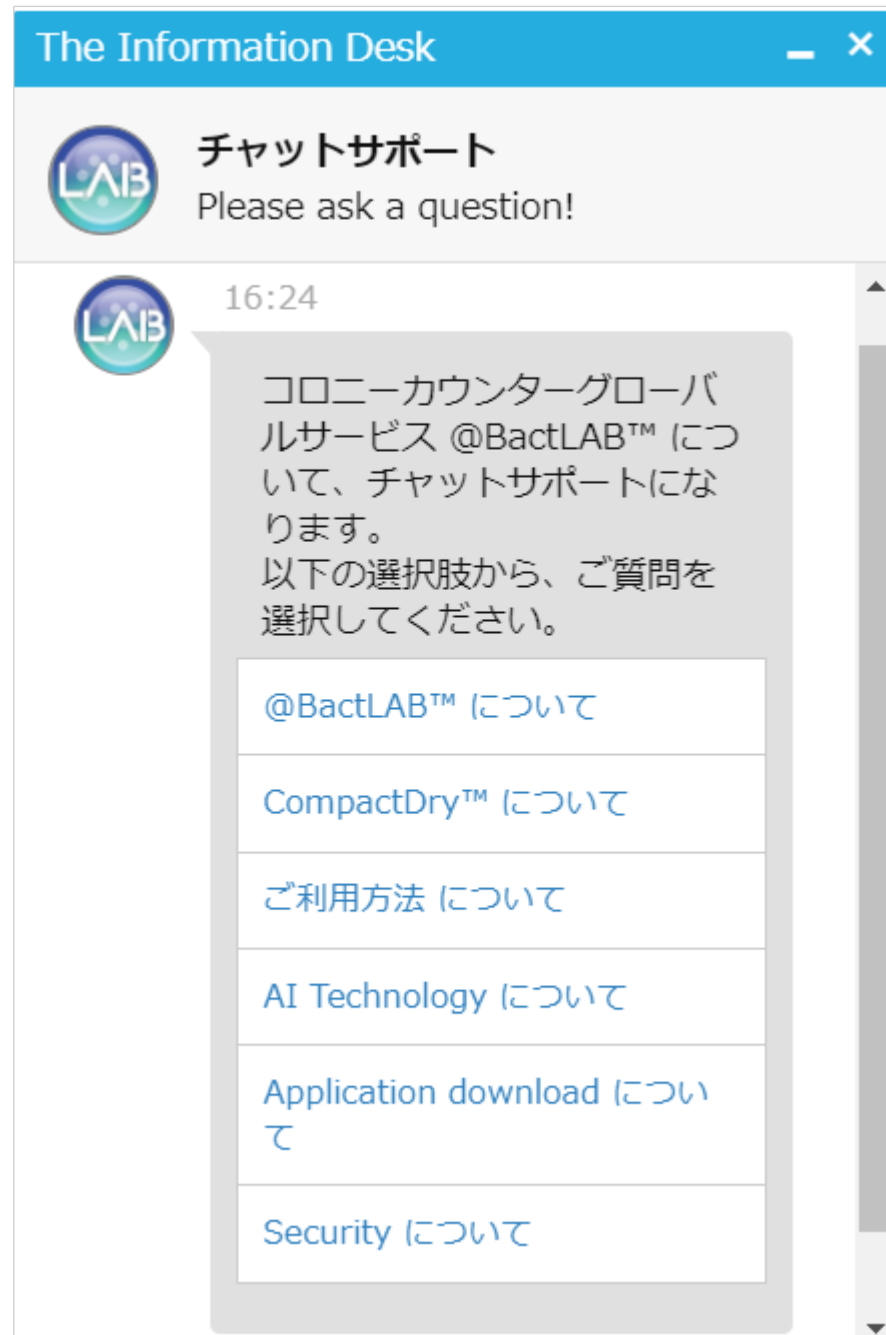 The Information Desk
LAB
チャットサポート
Please ask a question!
LAB
16:24
コロニーカウンターグローバ
ルサービス @BactLAB™ につ
いて、チャットサポートにな
ります。
以下の選択肢から、ご質問を
選択してください。
@BactLAB™ について
CompactDry™ について
ご利用方法 について
AI Technology について
Application download につい
て
Security について